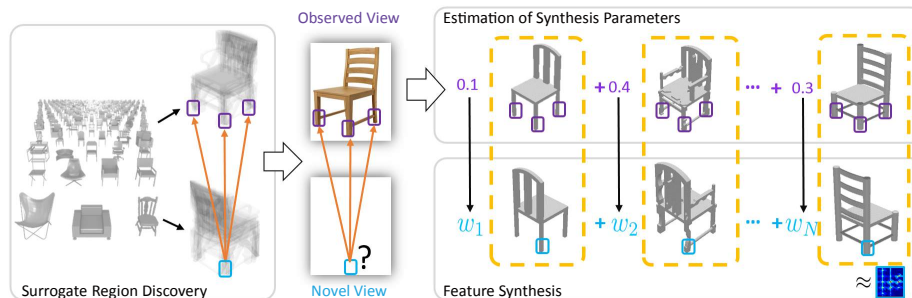 Observed View
Estimation of Synthesis Parameters
0.1 + 0.4 ... + 0.3
w1 + w2 ... + wN
?
≈
Surrogate Region Discovery
Novel View
Feature Synthesis